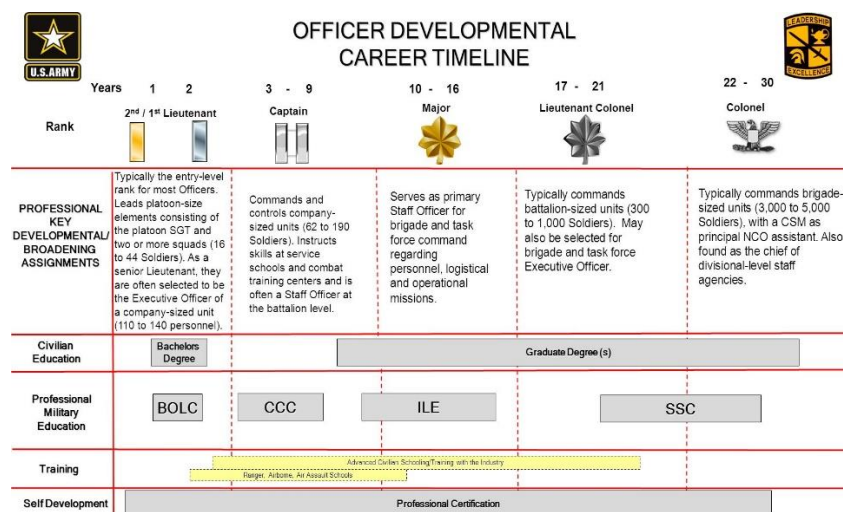 OFFICER DEVELOPMENTAL
CAREER TIMELINE
U.S.ARMY
LEADERSHIP
EXCELLENCE
Years 1 2 3 - 9 10 - 16 17 - 21 22 - 30
Rank
2nd / 1st Lieutenant
Captain
Major
Lieutenant Colonel
Colonel
PROFESSIONAL
KEY
DEVELOPMENTAL/
BROADENING
ASSIGNMENTS
Typically the entry-level
rank for most Officers.
Leads platoon-size
elements consisting of
the platoon SGT and
two or more squads (16
to 44 Soldiers). As a
senior Lieutenant, they
are often selected to be
the Executive Officer of
a company-sized unit
(110 to 140 personnel).
Commands and
controls company-
sized units (62 to 190
Soldiers). Instructs
skills at service
schools and combat
training centers and is
often a Staff Officer at
the battalion level.
Serves as primary
Staff Officer for
brigade and task
force command
regarding
personnel, logistical
and operational
missions.
Typically commands
battalion-sized units (300
to 1,000 Soldiers). May
also be selected for
brigade and task force
Executive Officer.
Typically commands brigade-
sized units (3,000 to 5,000
Soldiers), with a CSM as
principal NCO assistant. Also
found as the chief of
divisional-level staff
agencies.
Civilian
Education
Bachelors
Degree
Graduate Degree (s)
Professional
Military
Education
BOLC
CCC
ILE
SSC
Training
Advanced Civilian Schooling/Training with the Industry
Ranger, Airborne, Air Assault Schools
Self Development
Professional Certification